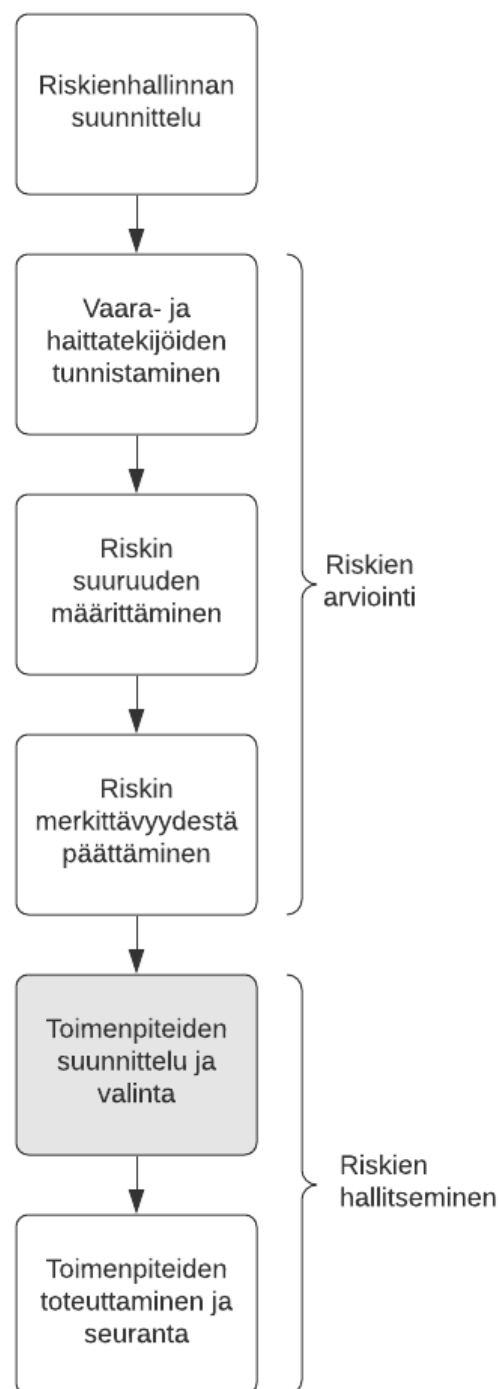 Riskienhallinnan
suunnittelu
Vaara- ja
haittatekijöiden
tunnistaminen
Riskin
suuruuden
määrittäminen
Riskien
arviointi
Riskin
merkittävyydestä
päättäminen
Toimenpiteiden
suunnittelu ja
valinta
Riskien
hallitseminen
Toimenpiteiden
toteuttaminen ja
seuranta